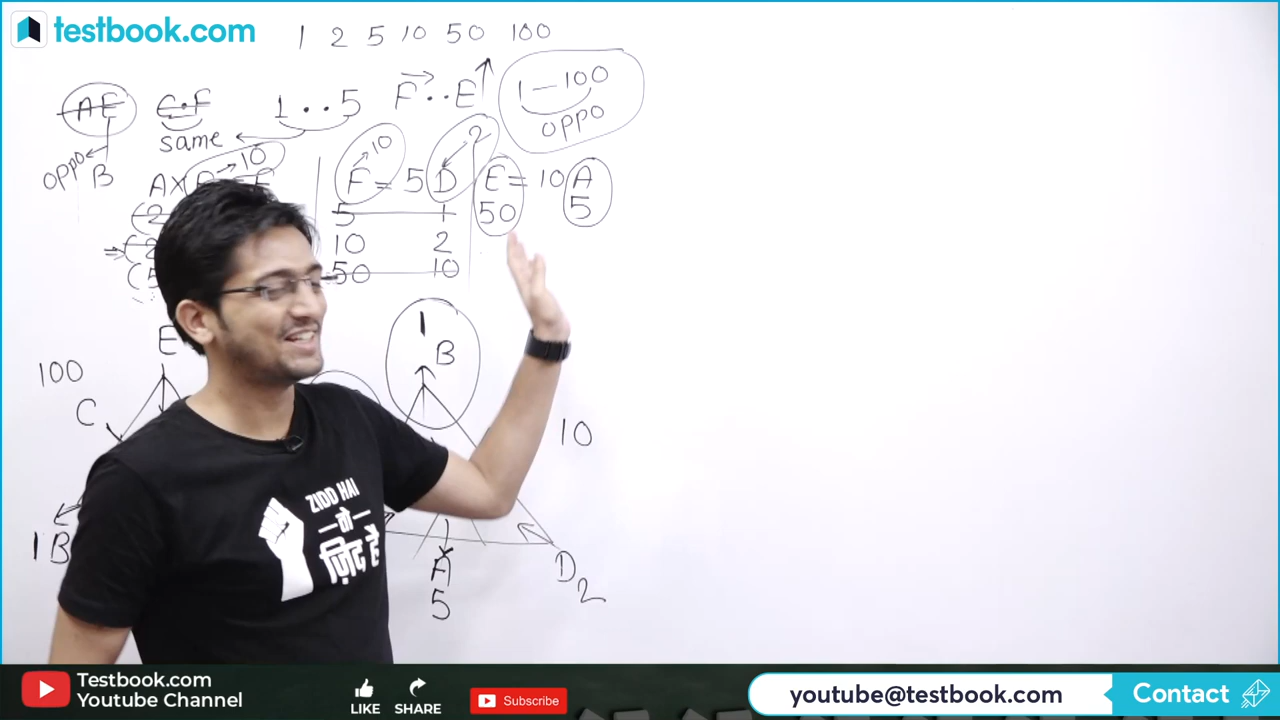 testbook.com
1 2 5 10 50 100
AE C.F 1 . . 5 F . . E 1 — 100
same OPPO
oppo B 10 10 2
A X F = 5 D E = 10 A
5 1 50 5
10 2
50 10
E 1
100 B
C 10
ZIDD HAI
तो
ज़िद है
1 B A D 2
5
Testbook.com
Youtube Channel
LIKE SHARE Subscribe
youtube@testbook.com Contact